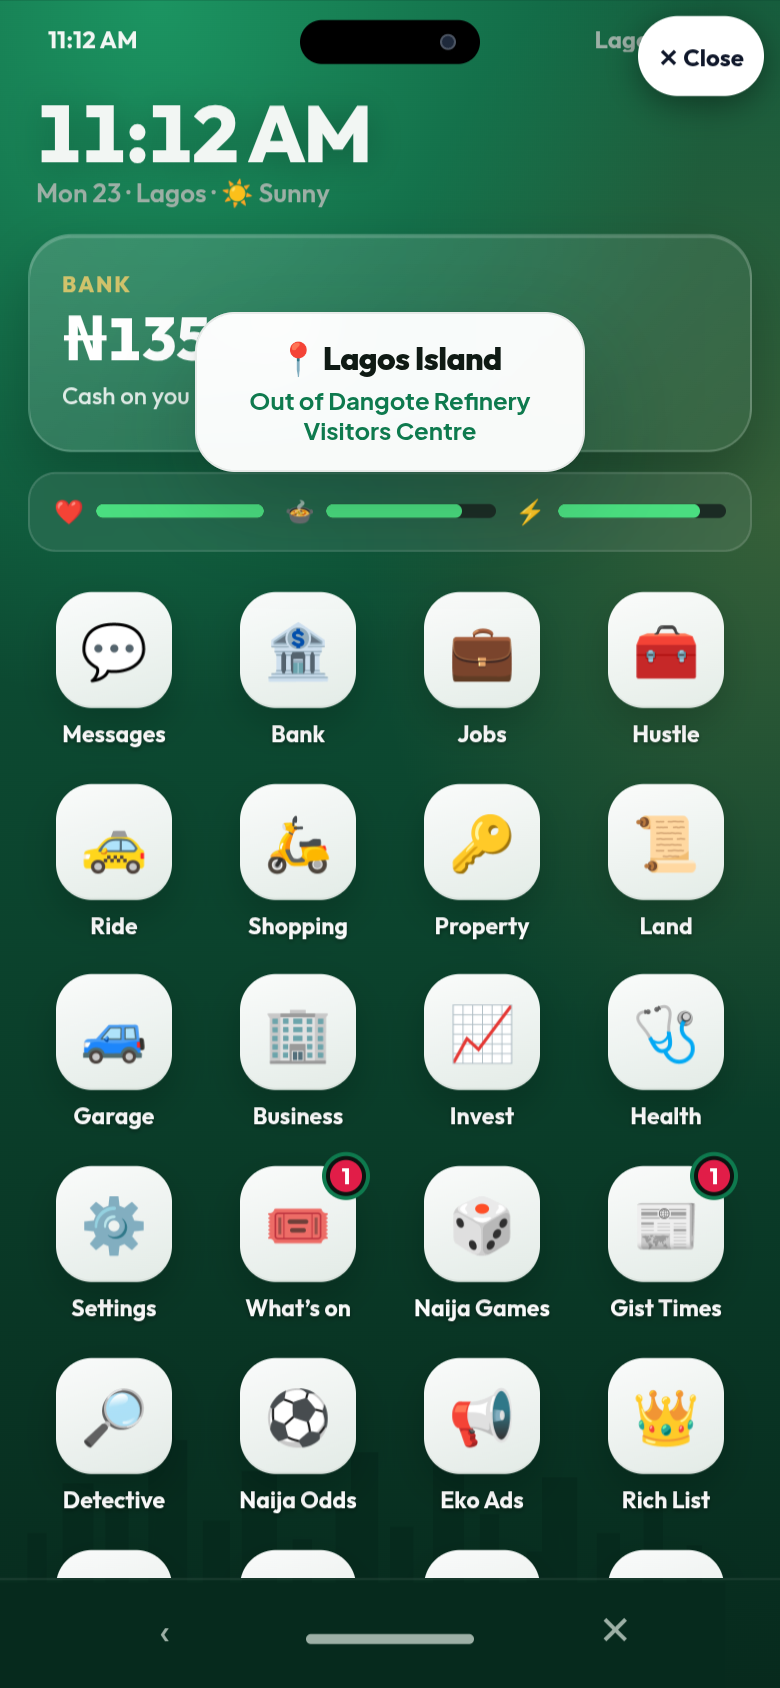 11:12 AM
✕ Close
11:12 AM
Mon 23 · Lagos · ☀️ Sunny
BANK
₦135
Cash on you
📍 Lagos Island
Out of Dangote Refinery
Visitors Centre
Messages
Bank
Jobs
Hustle
Ride
Shopping
Property
Land
Garage
Business
Invest
Health
1
1
Settings
What's on
Naija Games
Gist Times
Detective
Naija Odds
Eko Ads
Rich List